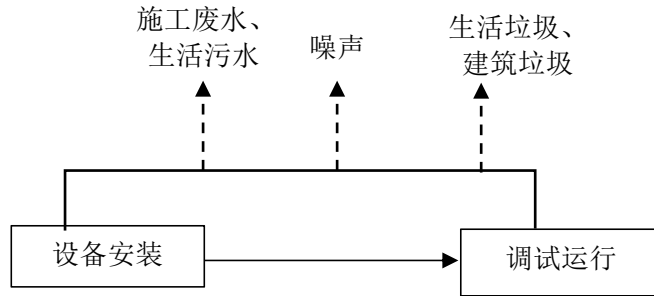 施工废水、
生活污水
噪声
生活垃圾、
建筑垃圾
设备安装
调试运行